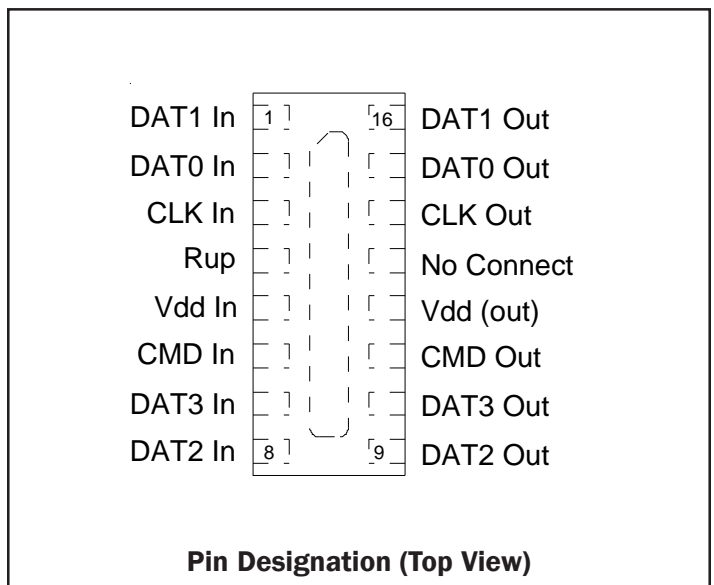 DAT1 In 1 16 DAT1 Out
DAT0 In DAT0 Out
CLK In CLK Out
Rup No Connect
Vdd In Vdd (out)
CMD In CMD Out
DAT3 In DAT3 Out
DAT2 In 8 9 DAT2 Out
Pin Designation (Top View)